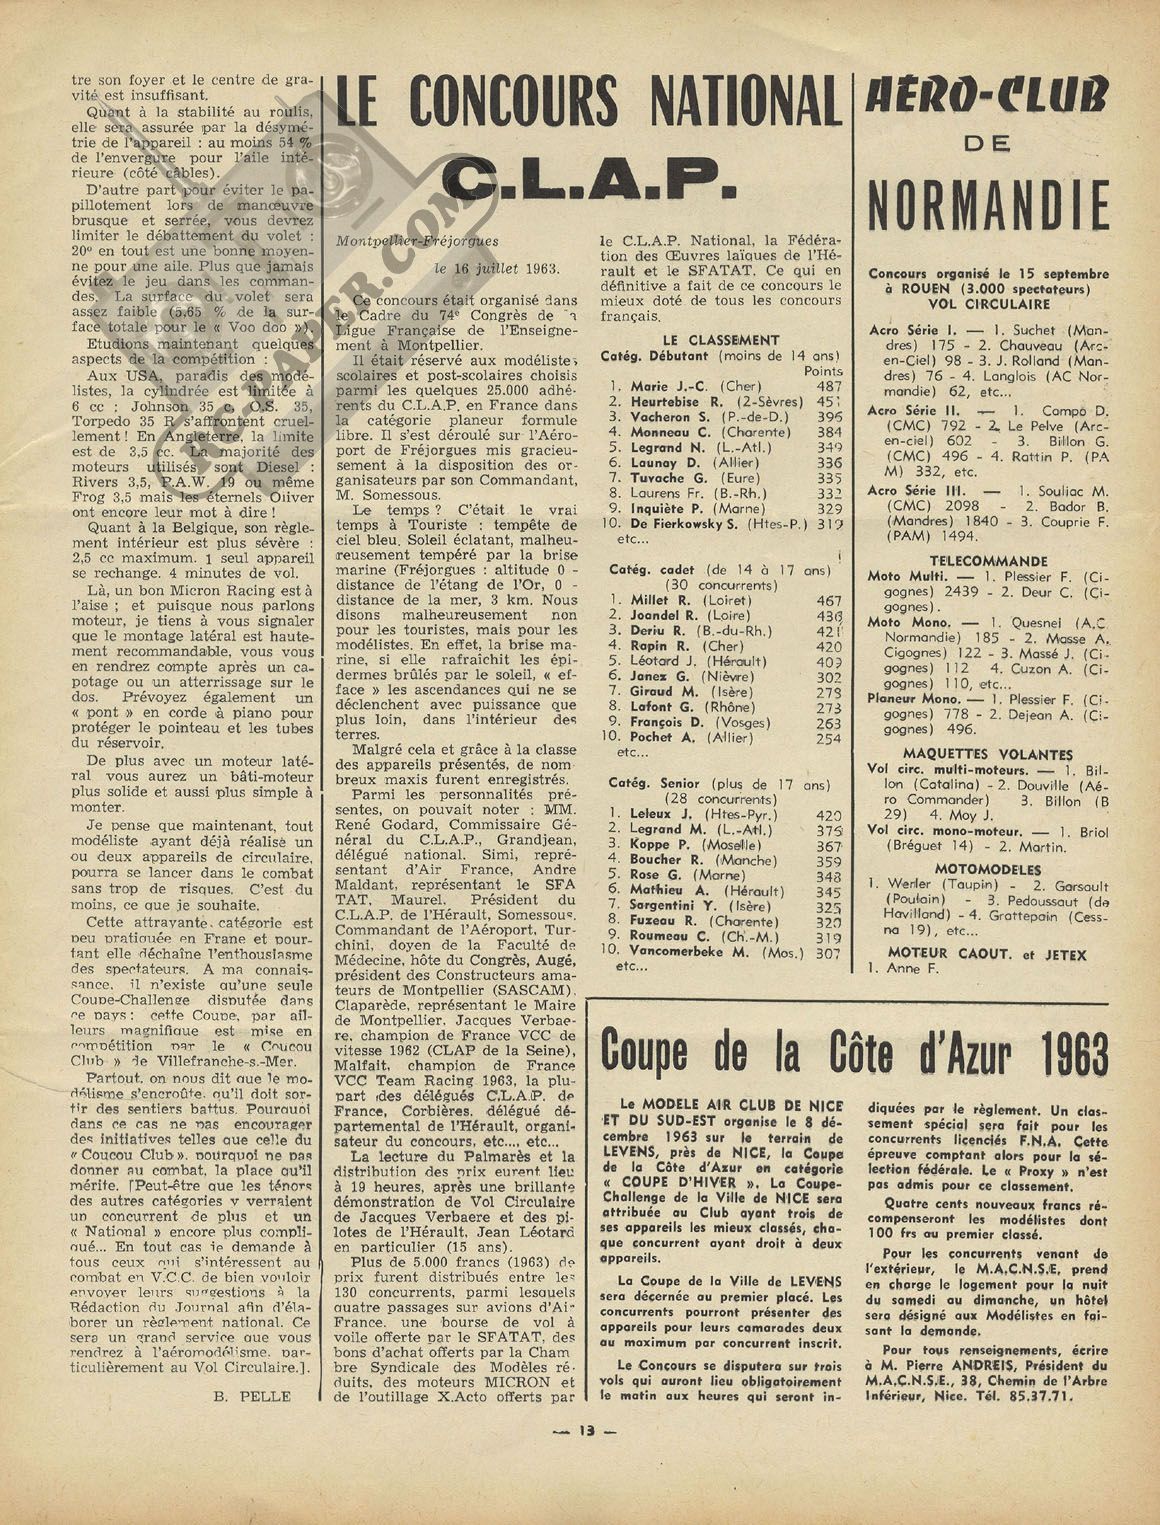 tre son foyer et le centre de gra-
vité est insuffisant.
Quant à la stabilité au roulis,
elle sera assurée par la désymé-
trie de l'appareil : au moins 54 %
de l'envergure pour l'aile inté-
rieure (côté câbles).
D'autre part pour éviter le pa-
pillotement lors de manœuvre
brusque et serrée, vous devrez
limiter le débattement du volet :
20° en tout est une bonne moyen-
ne pour une aile. Plus que jamais
évitez le jeu dans les comman-
des. La surface du volet sera
assez faible (5,65 % de la sur-
face totale pour le « Voo doo »).
Etudions maintenant quelques
aspects de la compétition :
Aux USA, paradis des modé-
listes, la cylindrée est limitée à
6 cc : Johnson 35 c, O.S. 35,
Torpedo 35 R s'affrontent cruel-
lement ! En Angleterre, la limite
est de 3,5 cc. La majorité des
moteurs utilisés sont Diesel :
Rivers 3,5, P.A.W. 19 ou même
Frog 3,5 mais les éternels Oliver
ont encore leur mot à dire !
Quant à la Belgique, son règle-
ment intérieur est plus sévère :
2,5 cc maximum. 1 seul appareil
se rechange. 4 minutes de vol.
Là, un bon Micron Racing est à
l'aise ; et puisque nous parlons
moteur, je tiens à vous signaler
que le montage latéral est haute-
ment recommandable, vous vous
en rendrez compte après un ca-
potage ou un atterrissage sur le
dos. Prévoyez également un
« pont » en corde à piano pour
protéger le pointeau et les tubes
du réservoir.
De plus avec un moteur laté-
ral vous aurez un bâti-moteur
plus solide et aussi plus simple à
monter.
Je pense que maintenant, tout
modéliste ayant déjà réalisé un
ou deux appareils de circulaire,
pourra se lancer dans le combat
sans trop de risques. C'est du
moins, ce que je souhaite.
Cette attrayante catégorie est
peu pratiquée en Frane et pour-
tant elle déchaîne l'enthousiasme
des spectateurs. A ma connais-
sance, il n'existe qu'une seule
Coupe-Challenge disputée dans
ce pays : cette Coupe, par ail-
leurs magnifique est mise en
compétition par le « Coucou
Club » de Villefranche-s.-Mer.
Partout, on nous dit que le mo-
délisme s'encroûte, qu'il doit sor-
tir des sentiers battus. Pourquoi
dans ce cas ne pas encourager
des initiatives telles que celle du
« Coucou Club », pourquoi ne pas
donner au combat, la place qu'il
mérite. [Peut-être que les ténors
des autres catégories y verraient
un concurrent de plus et un
« National » encore plus compli-
qué... En tout cas je demande à
tous ceux qui s'intéressent au
combat en V.C.C. de bien vouloir
envoyer leurs suggestions à la
Rédaction du Journal afin d'éla-
borer un règlement national. Ce
sera un grand service que vous
rendrez à l'aéromodélisme, par-
ticulièrement au Vol Circulaire.].
B. PELLE
LE CONCOURS NATIONAL
C.L.A.P.
Montpellier-Fréjorgues
le 16 juillet 1963.
Ce concours était organisé dans
le Cadre du 74e Congrès de la
Ligue Française de l'Enseigne-
ment à Montpellier.
Il était réservé aux modélistes
scolaires et post-scolaires choisis
parmi les quelques 25.000 adhé-
rents du C.L.A.P. en France dans
la catégorie planeur formule
libre. Il s'est déroulé sur l'Aéro-
port de Fréjorgues mis gracieu-
sement à la disposition des or-
ganisateurs par son Commandant,
M. Somessous.
Le temps ? C'était le vrai
temps à Touriste : tempête de
ciel bleu. Soleil éclatant, malheu-
reusement tempéré par la brise
marine (Fréjorgues : altitude 0 -
distance de l'étang de l'Or, 0 -
distance de la mer, 3 km. Nous
disons malheureusement non
pour les touristes, mais pour les
modélistes. En effet, la brise ma-
rine, si elle rafraichit les épi-
dermes brûlés par le soleil, « ef-
face » les ascendances qui ne se
déclenchent avec puissance que
plus loin, dans l'intérieur des
terres.
Malgré cela et grâce à la classe
des appareils présentés, de nom
breux maxis furent enregistrés.
Parmi les personnalités pré-
sentes, on pouvait noter : MM.
René Godard, Commissaire Gé-
néral du C.L.A.P., Grandjean,
délégué national. Simi, repré-
sentant d'Air France, Andre
Maldant, représentant le SFA
TAT, Maurel, Président du
C.L.A.P. de l'Hérault, Somessous,
Commandant de l'Aéroport, Tur-
chini, doyen de la Faculté de
Médecine, hôte du Congrès, Augé,
président des Constructeurs ama-
teurs de Montpellier (SASCAM).
Claparède, représentant le Maire
de Montpellier, Jacques Verbae-
re, champion de France VCC de
vitesse 1962 (CLAP de la Seine),
Malfait, champion de France
VCC Team Racing 1963, la plu-
part des délégués C.L.A.P. de
France, Corbières, délégué dé-
partemental de l'Hérault, organi-
sateur du concours, etc..., etc...
La lecture du Palmarès et la
distribution des prix eurent lieu
à 19 heures, après une brillante
démonstration de Vol Circulaire
de Jacques Verbaere et des pi-
lotes de l'Hérault, Jean Léotard
en particulier (15 ans).
Plus de 5.000 francs (1963) de
prix furent distribués entre les
130 concurrents, parmi lesquels
quatre passages sur avions d'Air
France, une bourse de vol à
voile offerte par le SFATAT, des
bons d'achat offerts par la Cham
bre Syndicale des Modèles ré-
duits, des moteurs MICRON et
de l'outillage X.Acto offerts par
le C.L.A.P. National, la Fédéra-
tion des Œuvres laïques de l'Hé-
rault et le SFATAT. Ce qui en
définitive a fait de ce concours le
mieux doté de tous les concours
français.
LE CLASSEMENT
Catég. Débutant (moins de 14 ans)
Points
1. Marie J.-C. (Cher) 487
2. Heurtebise R. (2-Sèvres) 451
3. Vacheron S. (P.-de-D.) 396
4. Monneau C. (Charente) 384
5. Legrand N. (L.-Atl.) 349
6. Launay D. (Allier) 336
7. Tuvache G. (Eure) 335
8. Laurens Fr. (B.-Rh.) 332
9. Inquiète P. (Marne) 329
10. De Fierkowsky S. (Htes-P.) 319
etc...
Catég. cadet (de 14 à 17 ans)
(30 concurrents)
1. Millet R. (Loiret) 467
2. Joandel R. (Loire) 436
3. Deriu R. (B.-du-Rh.) 421
4. Rapin R. (Cher) 420
5. Léotard J. (Hérault) 409
6. Janez G. (Nièvre) 302
7. Giraud M. (Isère) 278
8. Lafont G. (Rhône) 273
9. François D. (Vosges) 263
10. Pochet A. (Allier) 254
etc...
Catég. Senior (plus de 17 ans)
(28 concurrents)
1. Leleux J. (Htes-Pyr.) 420
2. Legrand M. (L.-Atl.) 375
3. Koppe P. (Moselle) 367
4. Boucher R. (Manche) 359
5. Rose G. (Marne) 348
6. Mathieu A. (Hérault) 345
7. Sargentini Y. (Isère) 325
8. Fuzeau R. (Charente) 320
9. Roumeau C. (Ch.-M.) 319
10. Vancomerbeke M. (Mos.) 307
etc...
AÉRO-CLUB
DE
NORMANDIE
Concours organisé le 15 septembre
à ROUEN (3.000 spectateurs)
VOL CIRCULAIRE
Acro Série I. — 1. Suchet (Man-
dres) 175 - 2. Chauveau (Arc-
en-Ciel) 98 - 3. J. Rolland (Man-
dres) 76 - 4. Langlois (AC Nor-
mandie) 62, etc...
Acro Série II. — 1. Campo D.
(CMC) 792 - 2. Le Pelve (Arc-
en-ciel) 602 - 3. Billon G.
(CMC) 496 - 4. Rattin P. (PA
M) 332, etc.
Acro Série III. — 1. Souliac M.
(CMC) 2098 - 2. Bador B.
(Mandres) 1840 - 3. Couprie F.
(PAM) 1494.
TELECOMMANDE
Moto Multi. — 1. Plessier F. (Ci-
gognes) 2439 - 2. Deur C. (Ci-
gognes).
Moto Mono. — 1. Quesnel (A.C.
Normandie) 185 - 2. Masse A.
Cigognes) 122 - 3. Massé J. (Ci-
gognes) 112 4. Cuzon A. (Ci-
gognes) 110, etc...
Planeur Mono. — 1. Plessier F. (Ci-
gognes) 778 - 2. Dejean A. (Ci-
gognes) 496.
MAQUETTES VOLANTES
Vol circ. multi-moteurs. — 1. Bil-
lon (Catalina) - 2. Douville (Aé-
ro Commander) 3. Billon (B
29) 4. Moy J.
Vol circ. mono-moteur. — 1. Briol
(Bréguet 14) - 2. Martin.
MOTOMODELES
1. Werler (Taupin) - 2. Garsault
(Poulain) - 3. Pedoussaut (de
Havilland) - 4. Grattepain (Cess-
na 19), etc...
MOTEUR CAOUT. et JETEX
1. Anne F.
Coupe de la Côte d'Azur 1963
Le MODELE AIR CLUB DE NICE
ET DU SUD-EST organise le 8 dé-
cembre 1963 sur le terrain de
LEVENS, près de NICE, la Coupe
de la Côte d'Azur en catégorie
« COUPE D'HIVER ». La Coupe-
Challenge de la Ville de NICE sera
attribuée au Club ayant trois de
ses appareils les mieux classés, cha-
que concurrent ayant droit à deux
appareils.
La Coupe de la Ville de LEVENS
sera décernée au premier placé. Les
concurrents pourront présenter des
appareils pour leurs camarades deux
au maximum par concurrent inscrit.
Le Concours se disputera sur trois
vols qui auront lieu obligatoirement
le matin aux heures qui seront in-
diquées par le règlement. Un clas-
sement spécial sera fait pour les
concurrents licenciés F.N.A. Cette
épreuve comptant alors pour la sé-
lection fédérale. Le « Proxy » n'est
pas admis pour ce classement.
Quatre cents nouveaux francs ré-
compenseront les modélistes dont
100 frs au premier classé.
Pour les concurrents venant de
l'extérieur, le M.A.C.N.S.E. prend
en charge le logement pour la nuit
du samedi au dimanche, un hôtel
sera désigné aux Modélistes en fai-
sant la demande.
Pour tous renseignements, écrire
à M. Pierre ANDREIS, Président du
M.A.C.N.S.E., 38, Chemin de l'Arbre
Inférieur, Nice. Tél. 85.37.71.
— 13 —
RCPAPER.COM